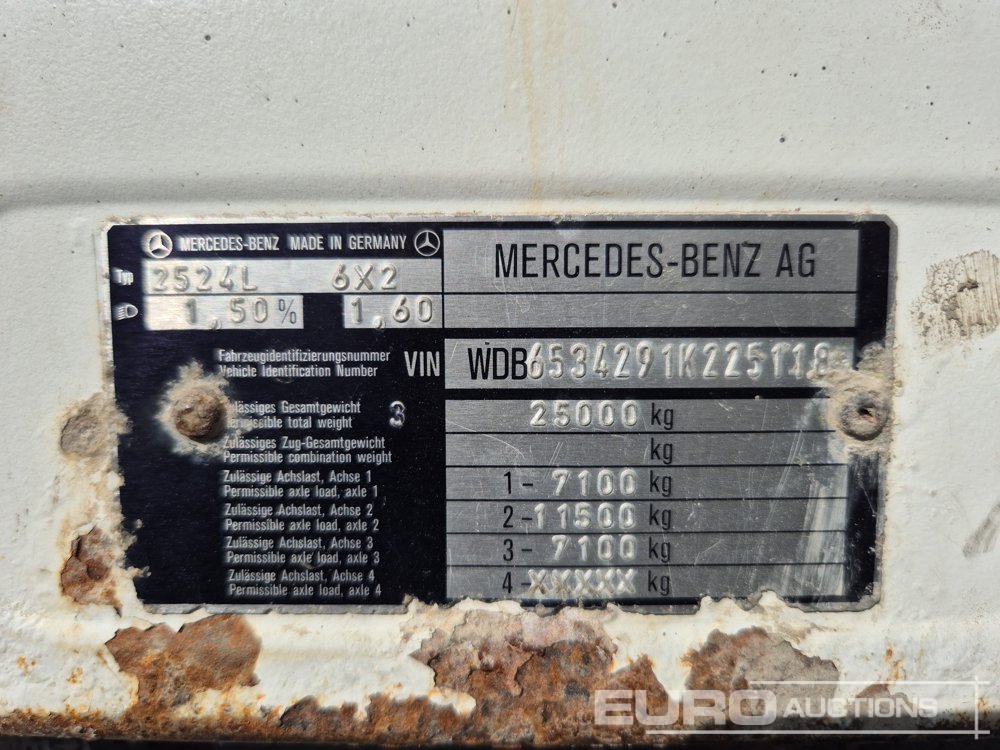 MERCEDES-BENZ MADE IN GERMANY
MERCEDES-BENZ AG
Typ 2524L 6X2
1,50% 1,60
Fahrzeugidentifizierungsnummer
Vehicle Identification Number
VIN WDB6534291K225118
Zulässiges Gesamtgewicht
Permissible total weight
3 25000 kg
Zulässiges Zug-Gesamtgewicht
Permissible combination weight
kg
Zulässige Achslast, Achse 1
Permissible axle load, axle 1
1- 7100 kg
Zulässige Achslast, Achse 2
Permissible axle load, axle 2
2-11500 kg
Zulässige Achslast, Achse 3
Permissible axle load, axle 3
3- 7100 kg
Zulässige Achslast, Achse 4
Permissible axle load, axle 4
4-XXXXX kg
EURO AUCTIONS